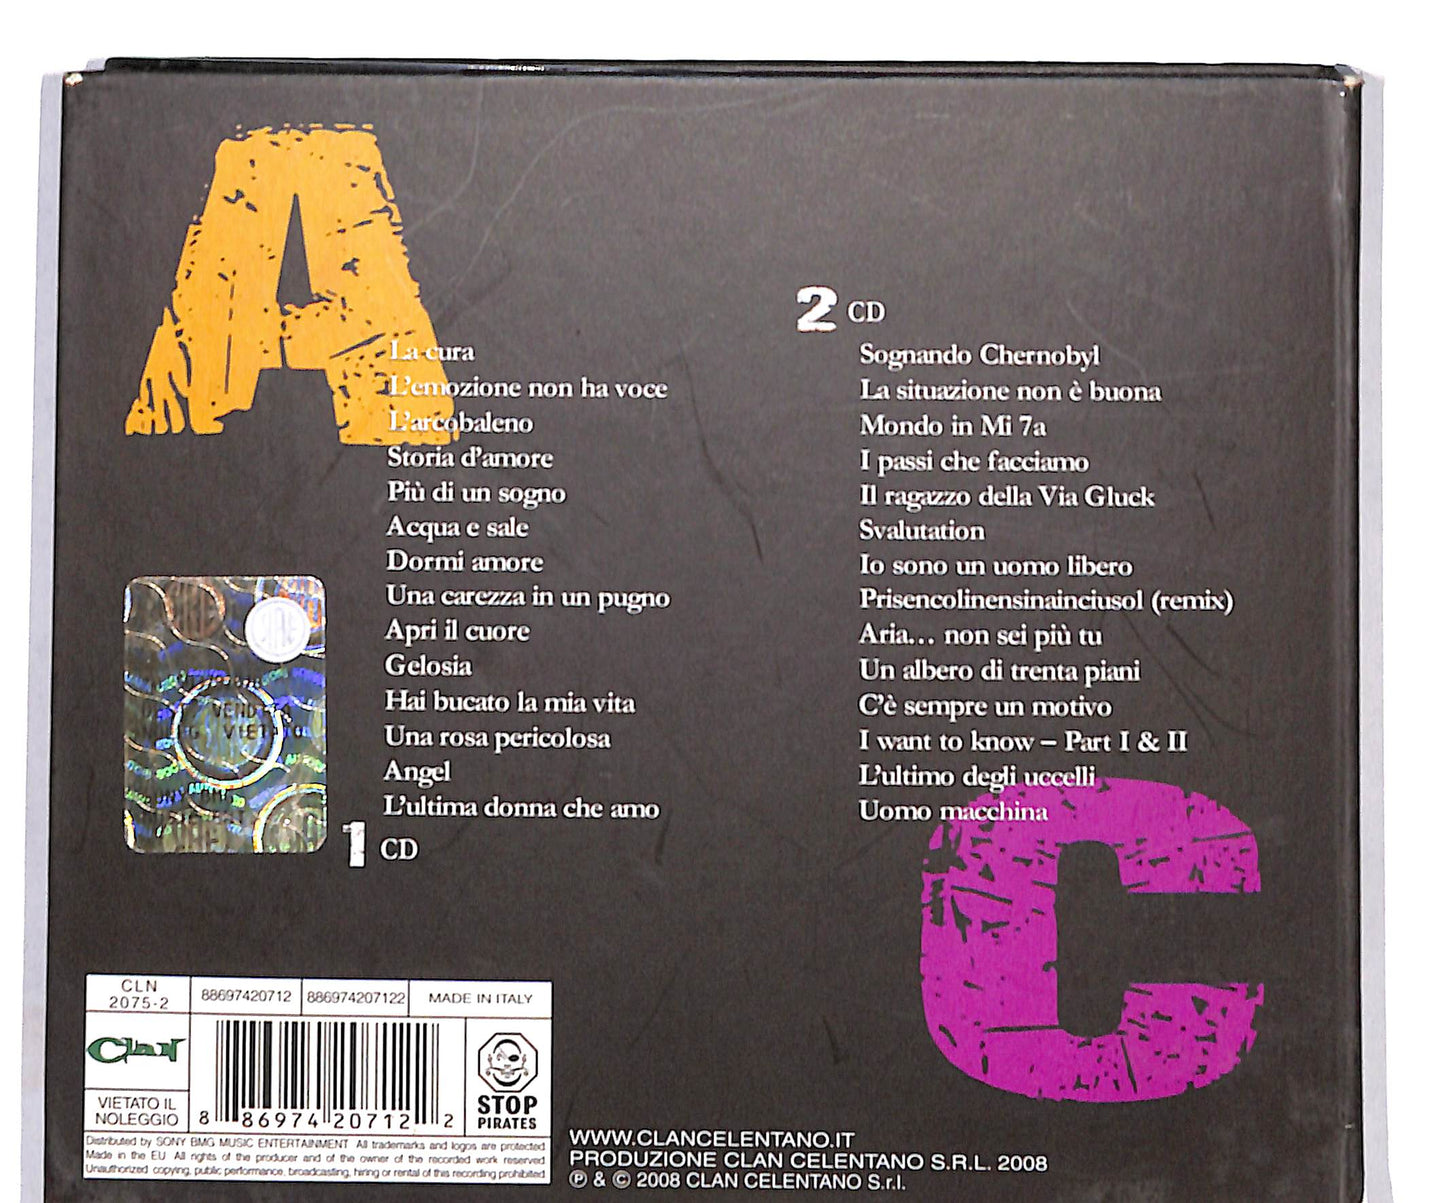 A
La cura
L'emozione non ha voce
L'arcobaleno
Storia d'amore
Più di un sogno
Acqua e sale
Dormi amore
Una carezza in un pugno
Apri il cuore
Gelosia
Hai bucato la mia vita
Una rosa pericolosa
Angel
L'ultima donna che amo
1 CD
2 CD
Sognando Chernobyl
La situazione non è buona
Mondo in Mi 7a
I passi che facciamo
Il ragazzo della Via Gluck
Svalutation
Io sono un uomo libero
Prisencolinensinainciusol (remix)
Aria... non sei più tu
Un albero di trenta piani
C'è sempre un motivo
I want to know – Part I & II
L'ultimo degli uccelli
Uomo macchina
C
CLN
2075-2
88697420712
886974207122
MADE IN ITALY
Clan
VIETATO IL
NOLEGGIO
8 86974 20712 2
STOP
PIRATES
Distributed by SONY BMG MUSIC ENTERTAINMENT All trademarks and logos are protected
Made in the EU All rights of the producer and of the owner of the recorded work reserved
Unauthorized copying, public performance, broadcasting, hiring or rental of this recording prohibited
WWW.CLANCELENTANO.IT
PRODUZIONE CLAN CELENTANO S.R.L. 2008
℗ & © 2008 CLAN CELENTANO S.r.l.